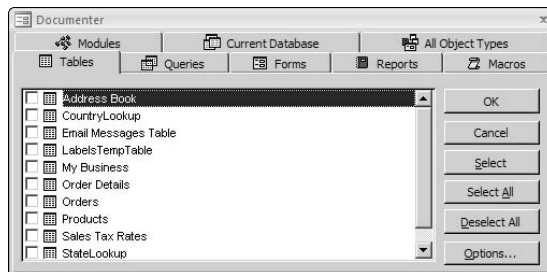 Documenter x
Modules Current Database All Object Types
Tables Queries Forms Reports Macros
Address Book
CountryLookup
Email Messages Table
LabelsTempTable
My Business
Order Details
Orders
Products
Sales Tax Rates
StateLookup
OK
Cancel
Select
Select All
Deselect All
Options...